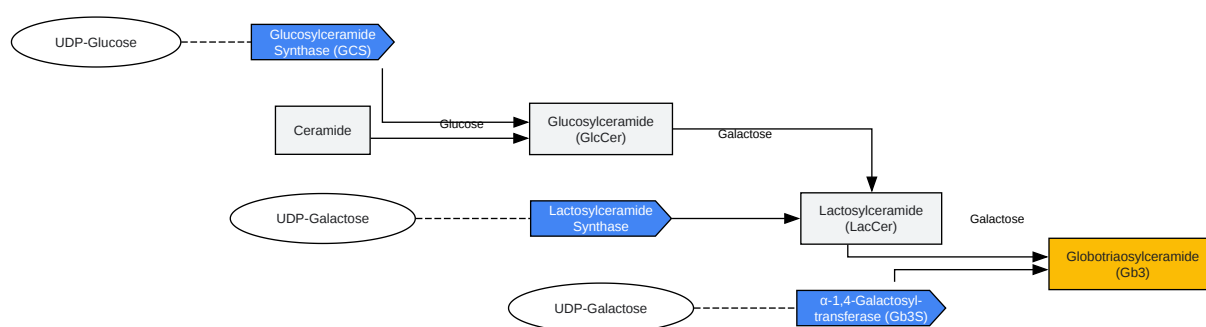 UDP-Glucose
Glucosylceramide
Synthase (GCS)
Ceramide
Glucose
Glucosylceramide
(GlcCer)
Galactose
UDP-Galactose
Lactosylceramide
Synthase
Lactosylceramide
(LacCer)
Galactose
Globotriaosylceramide
(Gb3)
UDP-Galactose
α-1,4-Galactosyl-
transferase (Gb3S)